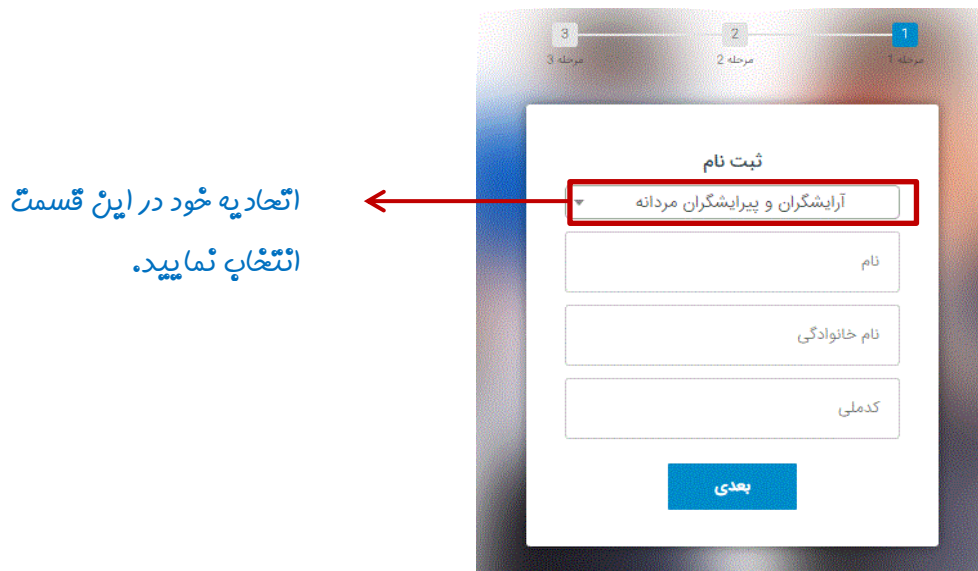 1
2
3
مرحله 1
مرحله 2
مرحله 3
ثبت نام
آرایشگران و پیرایشگران مردانه
نام
نام خانوادگی
کدملی
بعدی
اتحادیه خود در این قسمت
انتخاب نمایید.